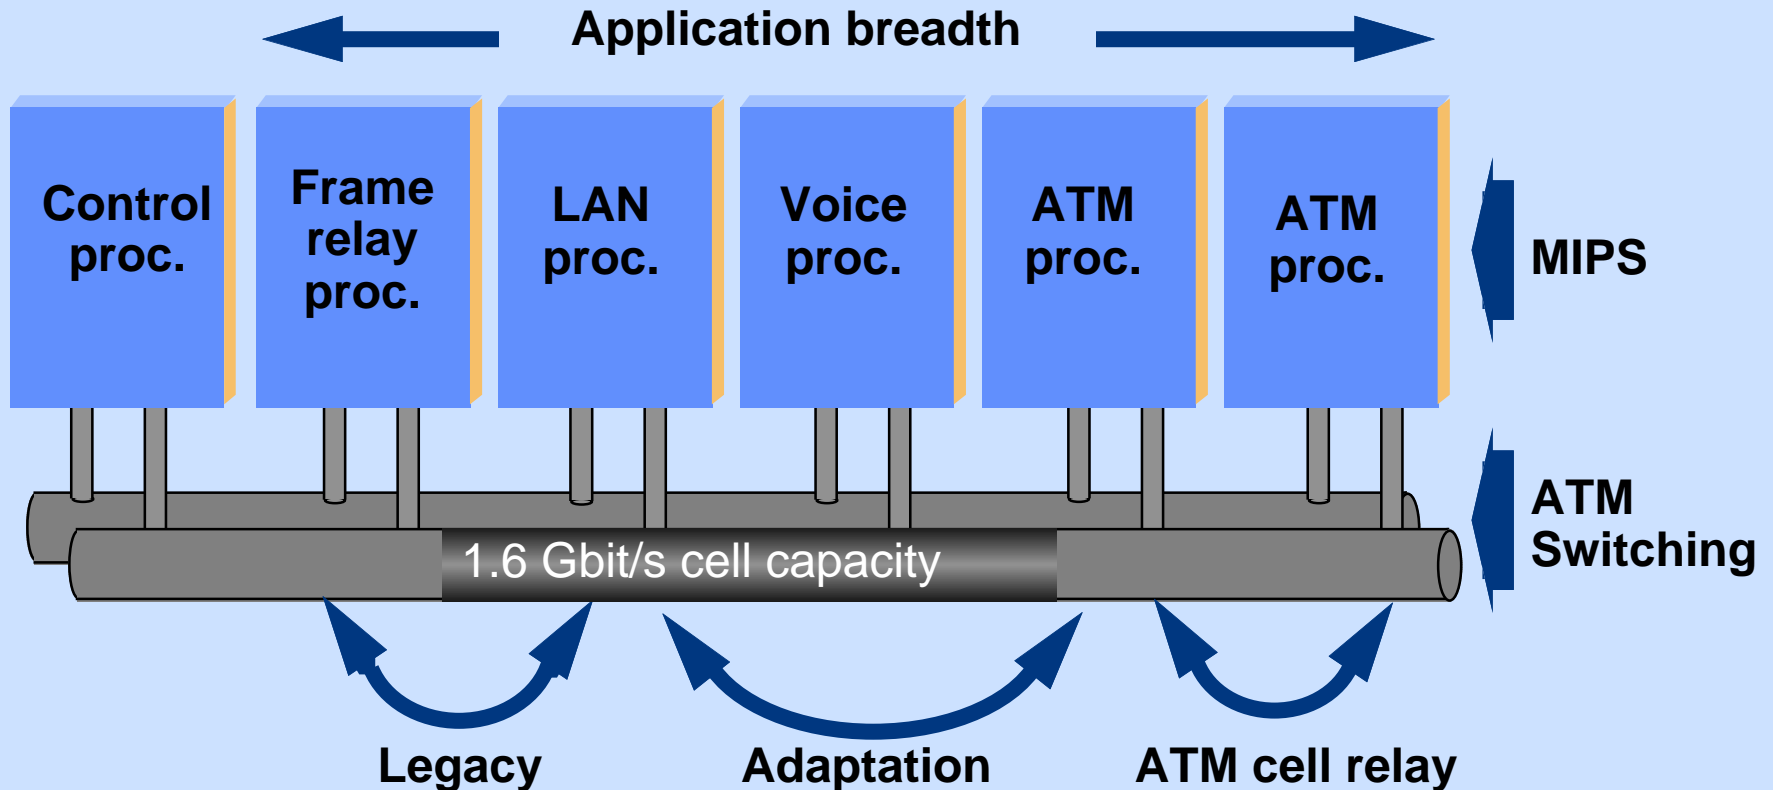 Application breadth
Control
proc.
Frame
relay
proc.
LAN
proc.
Voice
proc.
ATM
proc.
ATM
proc.
MIPS
ATM
Switching
1.6 Gbit/s cell capacity
Legacy
Adaptation
ATM cell relay